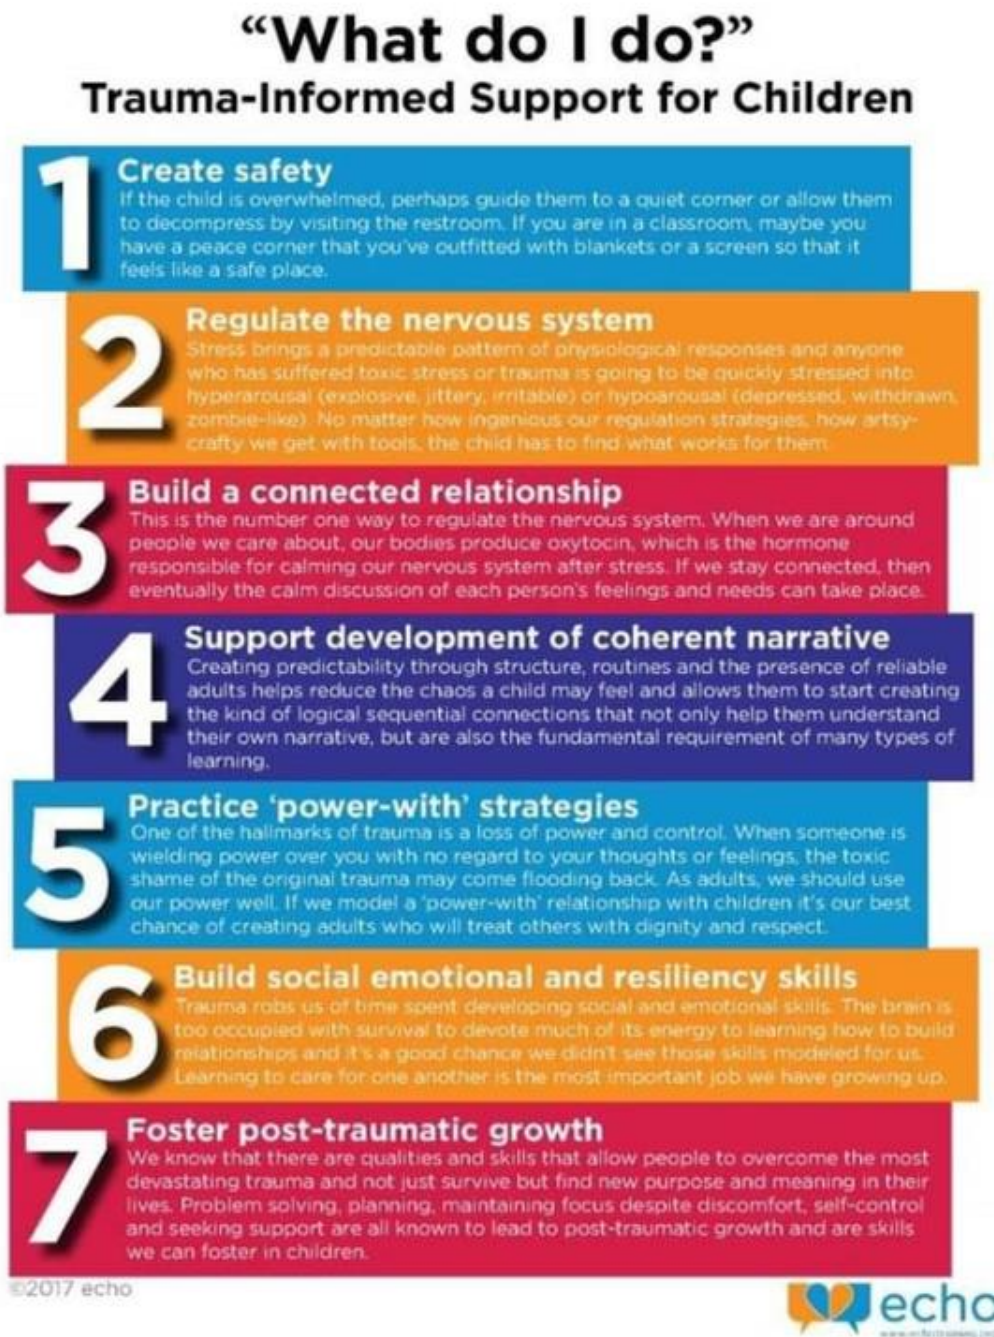 “What do I do?”
Trauma-Informed Support for Children
1
Create safety
If the child is overwhelmed, perhaps guide them to a quiet corner or allow them
to decompress by visiting the restroom. If you are in a classroom, maybe you
have a peace corner that you've outfitted with blankets or a screen so that it
feels like a safe place.
2
Regulate the nervous system
Stress brings a predictable pattern of physiological responses and anyone
who has suffered toxic stress or trauma is going to be quickly stressed into
hyperarousal (explosive, jittery, irritable) or hypoarousal (depressed, withdrawn,
zombie-like). No matter how ingenious our regulation strategies, how artsy-
crafty we get with tools, the child has to find what works for them.
3
Build a connected relationship
This is the number one way to regulate the nervous system. When we are around
people we care about, our bodies produce oxytocin, which is the hormone
responsible for calming our nervous system after stress. If we stay connected, then
eventually the calm discussion of each person's feelings and needs can take place.
4
Support development of coherent narrative
Creating predictability through structure, routines and the presence of reliable
adults helps reduce the chaos a child may feel and allows them to start creating
the kind of logical sequential connections that not only help them understand
their own narrative, but are also the fundamental requirement of many types of
learning.
5
Practice ‘power-with’ strategies
One of the hallmarks of trauma is a loss of power and control. When someone is
wielding power over you with no regard to your thoughts or feelings, the toxic
shame of the original trauma may come flooding back. As adults, we should use
our power well. If we model a ‘power-with’ relationship with children it's our best
chance of creating adults who will treat others with dignity and respect.
6
Build social emotional and resiliency skills
Trauma robs us of time spent developing social and emotional skills. The brain is
too occupied with survival to devote much of its energy to learning how to build
relationships and it's a good chance we didn't see those skills modeled for us.
Learning to care for one another is the most important job we have growing up.
7
Foster post-traumatic growth
We know that there are qualities and skills that allow people to overcome the most
devastating trauma and not just survive but find new purpose and meaning in their
lives. Problem solving, planning, maintaining focus despite discomfort, self-control
and seeking support are all known to lead to post-traumatic growth and are skills
we can foster in children.
©2017 echo
echo